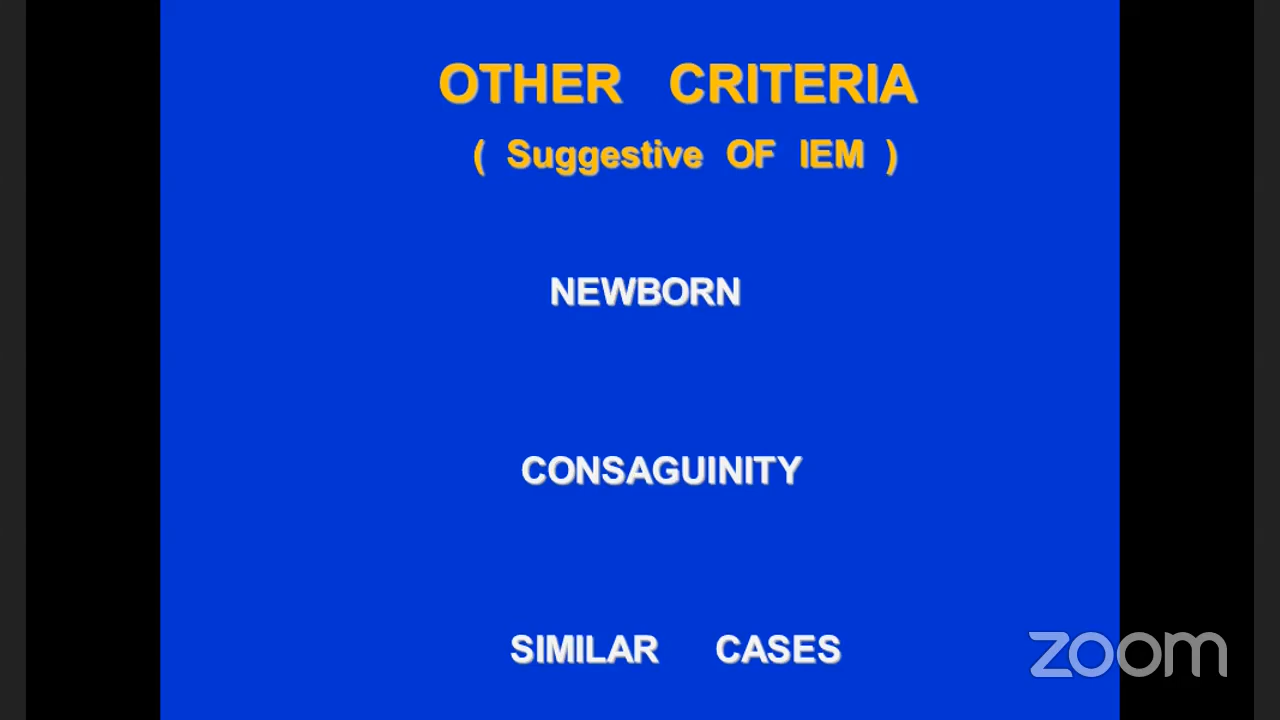 OTHER CRITERIA
( Suggestive OF IEM )
NEWBORN
CONSAGUINITY
SIMILAR CASES
zoom